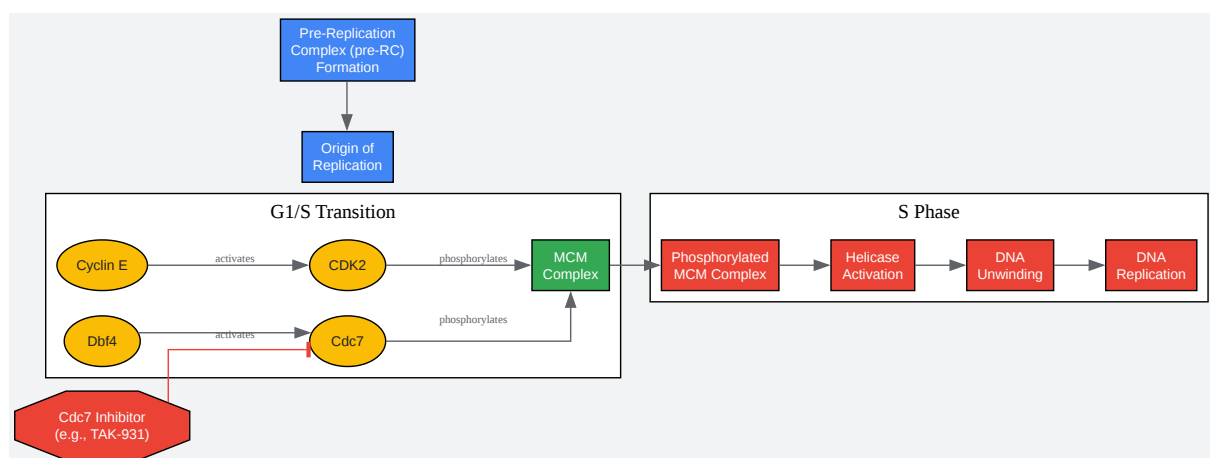 Pre-Replication
Complex (pre-RC)
Formation
Origin of
Replication
G1/S Transition
S Phase
Cyclin E
activates
CDK2
phosphorylates
MCM
Complex
Phosphorylated
MCM Complex
Helicase
Activation
DNA
Unwinding
DNA
Replication
Dbf4
activates
Cdc7
phosphorylates
Cdc7 Inhibitor
(e.g., TAK-931)